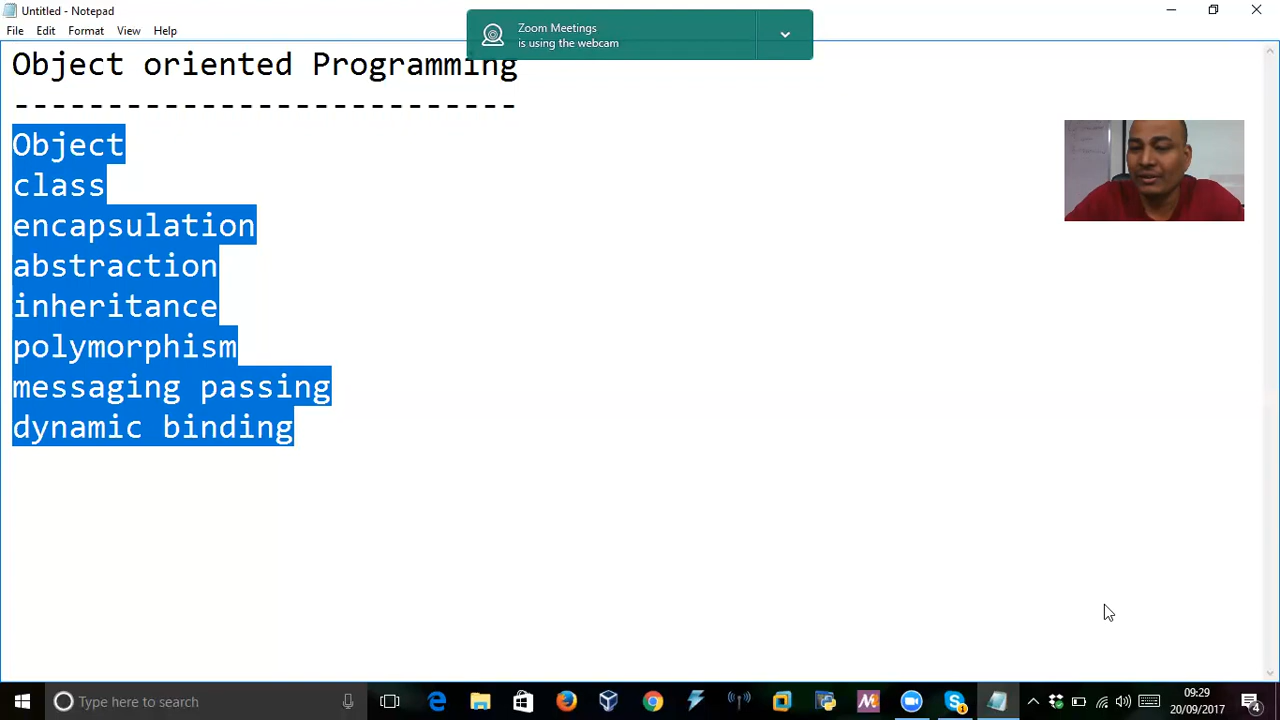 Untitled - Notepad
File Edit Format View Help
Zoom Meetings
is using the webcam
Object oriented Programming
---------------------------
Object
class
encapsulation
abstraction
inheritance
polymorphism
messaging passing
dynamic binding
Type here to search
09:29
20/09/2017
4